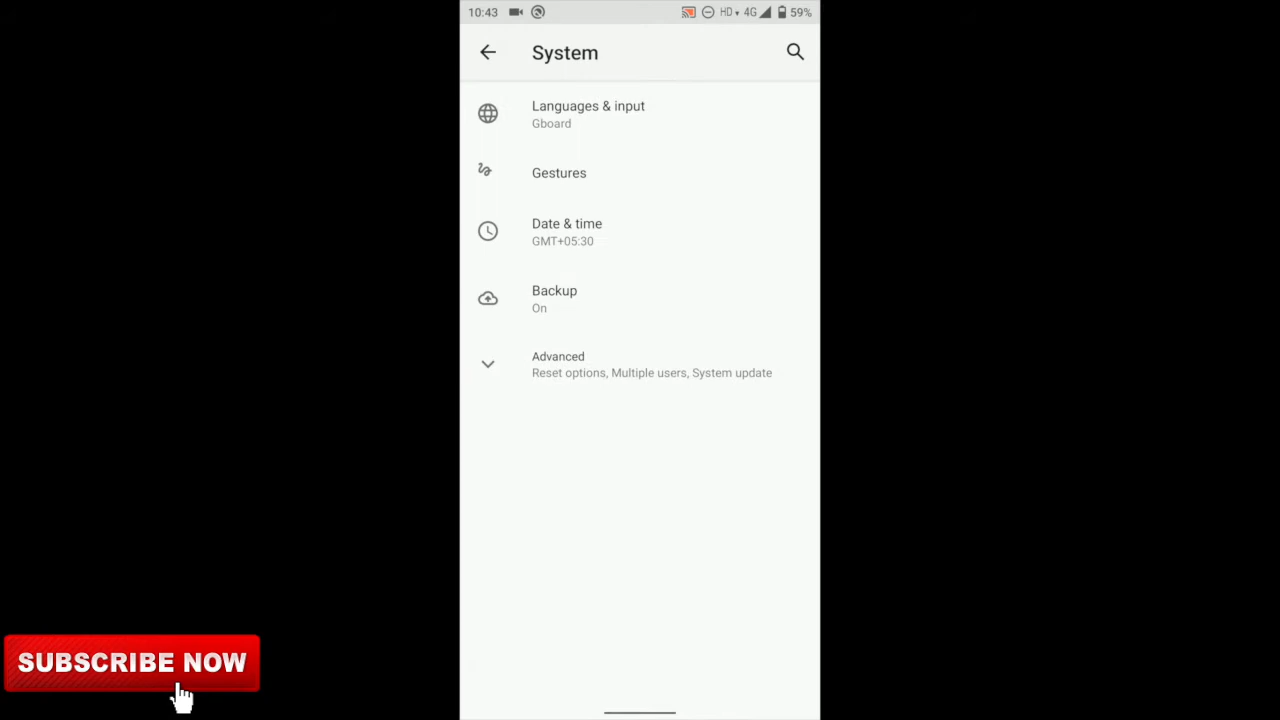 10:43 HD 4G 59%
System
Languages & input
Gboard
Gestures
Date & time
GMT+05:30
Backup
On
Advanced
Reset options, Multiple users, System update
SUBSCRIBE NOW